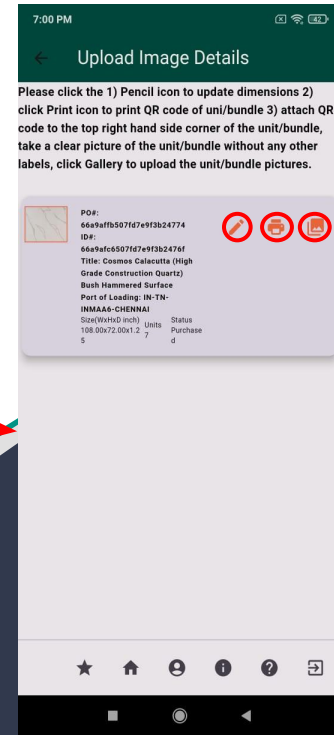 7:00 PM
42
Upload Image Details
Please click the 1) Pencil icon to update dimensions 2)
click Print icon to print QR code of uni/bundle 3) attach QR
code to the top right hand side corner of the unit/bundle,
take a clear picture of the unit/bundle without any other
labels, click Gallery to upload the unit/bundle pictures.
PO#:
66a9affb507fd7e9f3b24774
ID#:
66a9afc6507fd7e9f3b2476f
Title: Cosmos Calacutta (High
Grade Construction Quartz)
Bush Hammered Surface
Port of Loading: IN-TN-
INMAA6-CHENNAI
Size(WxHxD inch) Units Status
108.00x72.00x1.2 7 Purchase
5 d